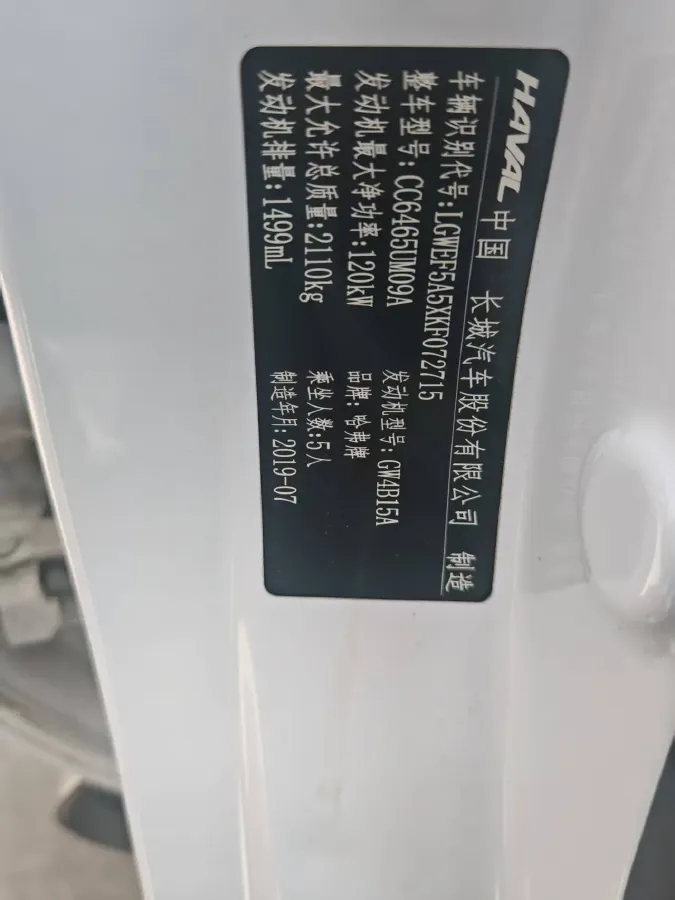 HAVAL 中国 长城汽车股份有限公司 制造
车辆识别代号:LGWEF5A5XKF072715
整车型号:CC6465UM09A 发动机型号:GW4B15A
发动机最大净功率:120kW 品牌:哈弗牌
最大允许总质量:2110kg 乘坐人数:5人
发动机排量:1499mL 制造年月:2019-07